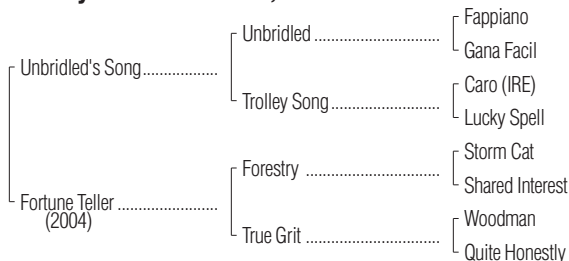 Fappiano
Unbridled ..................
Gana Facil
Unbridled's Song..................
Caro (IRE)
Trolley Song..................
Lucky Spell
Storm Cat
Forestry ..................
Shared Interest
Fortune Teller ..................
(2004)
Woodman
True Grit ..................
Quite Honestly